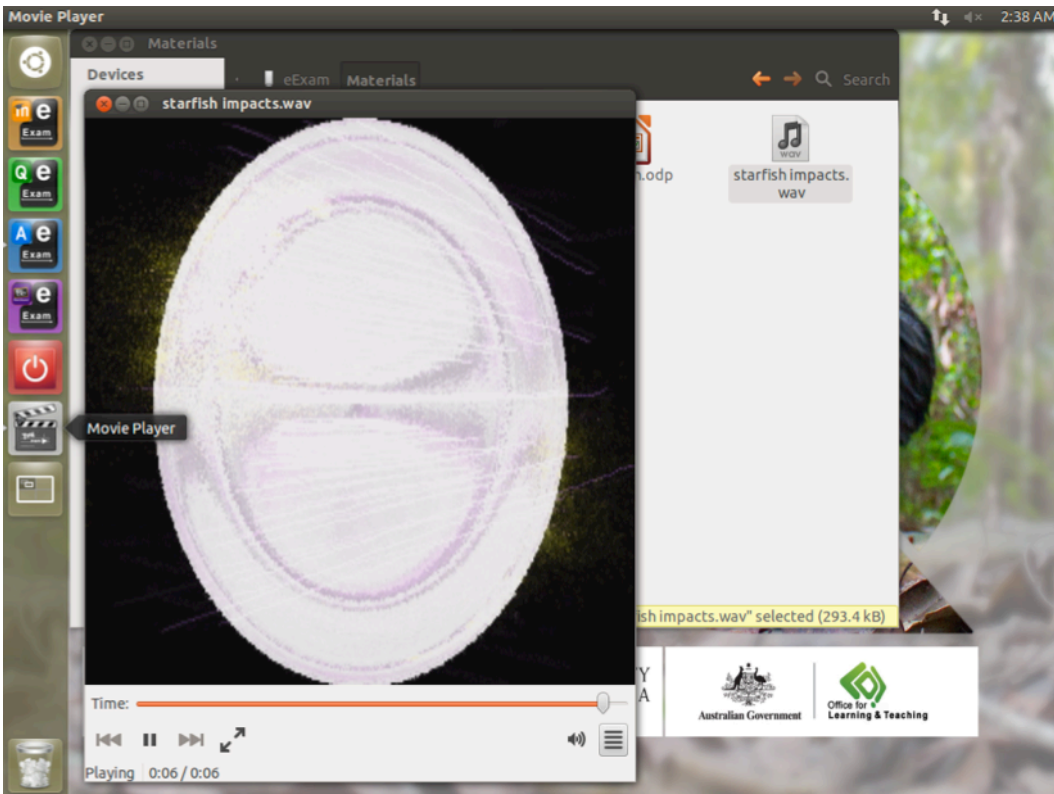 Movie Player
2:38 AM
Materials
Devices
eExam
Materials
Search
starfish impacts.wav
n.odp
wav
starfish impacts.
wav
e
Exam
Q e
Exam
A e
Exam
e
Exam
Movie Player
ish impacts.wav" selected (293.4 kB)
Y
A
Australian Government
Office for
Learning & Teaching
Time:
Playing
0:06 / 0:06